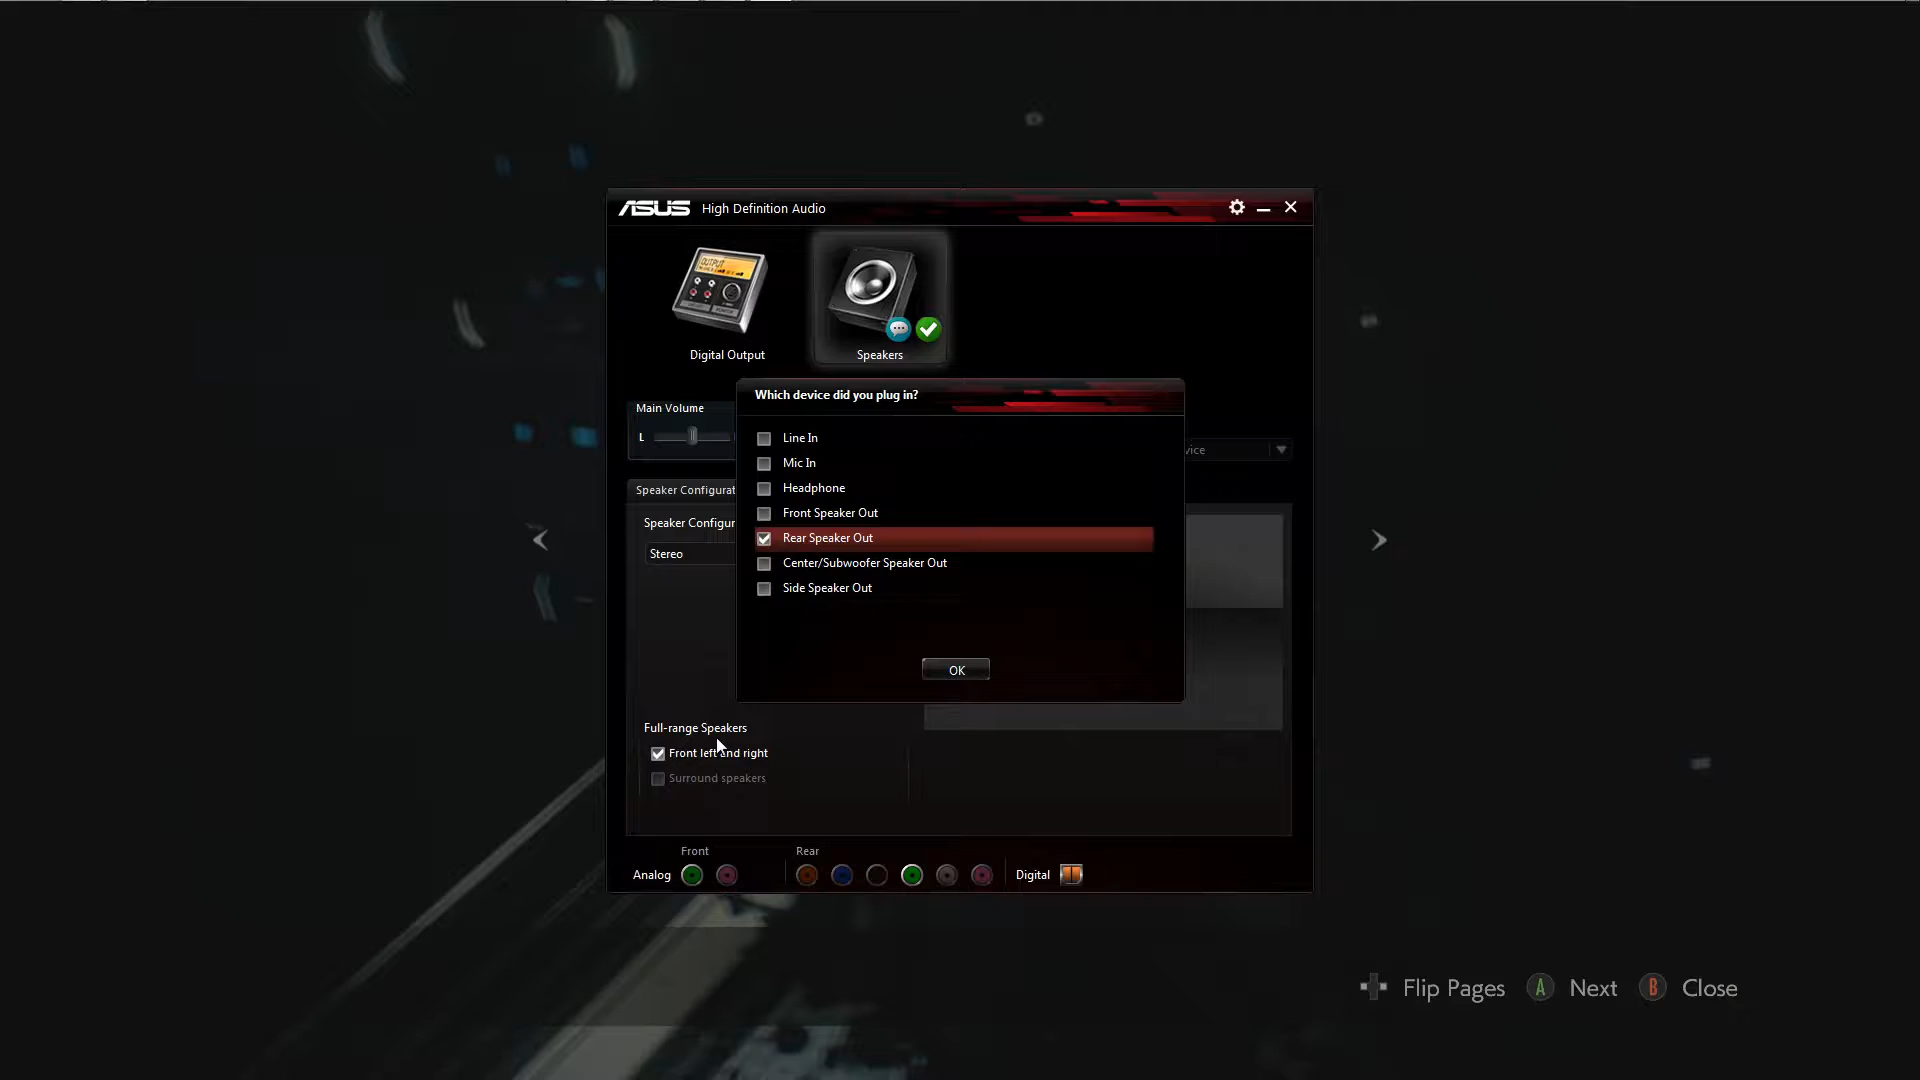 ASUS High Definition Audio
OUTPUT
Digital Output
Speakers
Which device did you plug in?
Main Volume
L
vice
Line In
Mic In
Headphone
Front Speaker Out
Rear Speaker Out
Center/Subwoofer Speaker Out
Side Speaker Out
OK
Speaker Configurat
Speaker Configur
Stereo
Full-range Speakers
Front left and right
Surround speakers
Front
Rear
Analog
Digital
Flip Pages A Next B Close